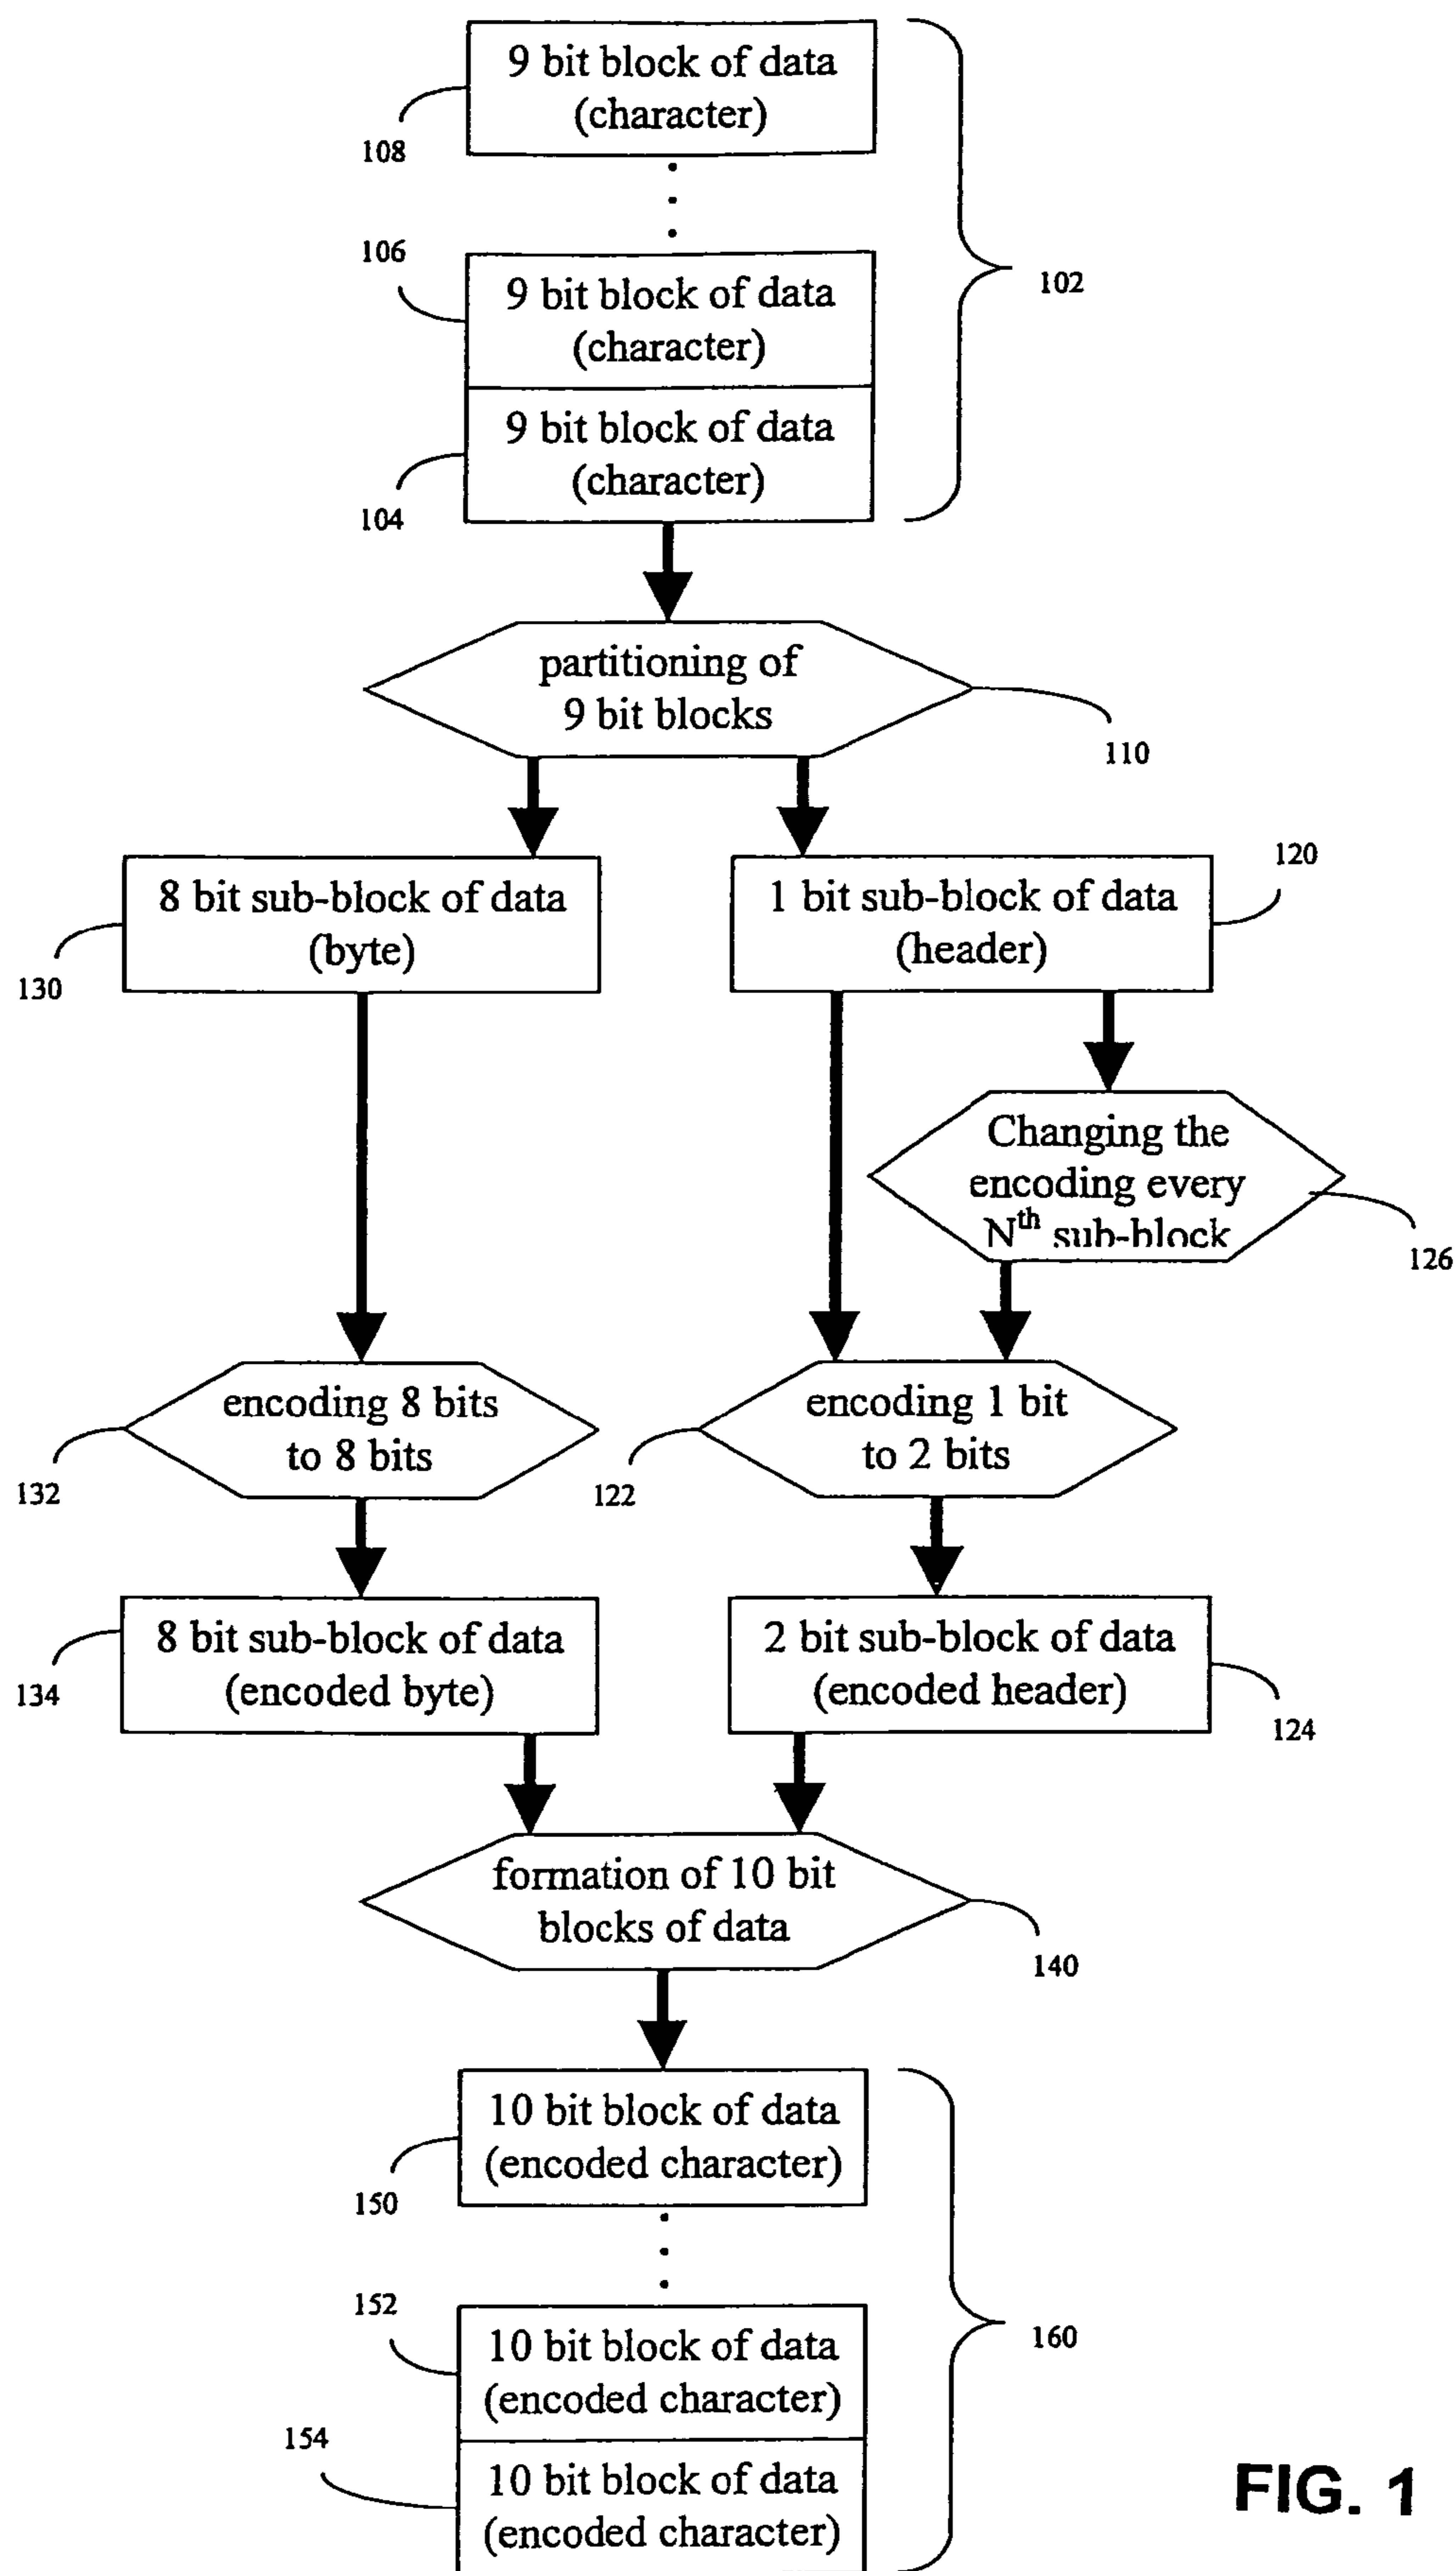 9 bit block of data
(character)
108
106
9 bit block of data
(character)
102
9 bit block of data
(character)
104
partitioning of
9 bit blocks
110
8 bit sub-block of data
(byte)
130
1 bit sub-block of data
(header)
120
Changing the
encoding every
Nth sub-block
126
encoding 8 bits
to 8 bits
132
encoding 1 bit
to 2 bits
122
8 bit sub-block of data
(encoded byte)
134
2 bit sub-block of data
(encoded header)
124
formation of 10 bit
blocks of data
140
10 bit block of data
(encoded character)
150
152
10 bit block of data
(encoded character)
160
154
10 bit block of data
(encoded character)
FIG. 1